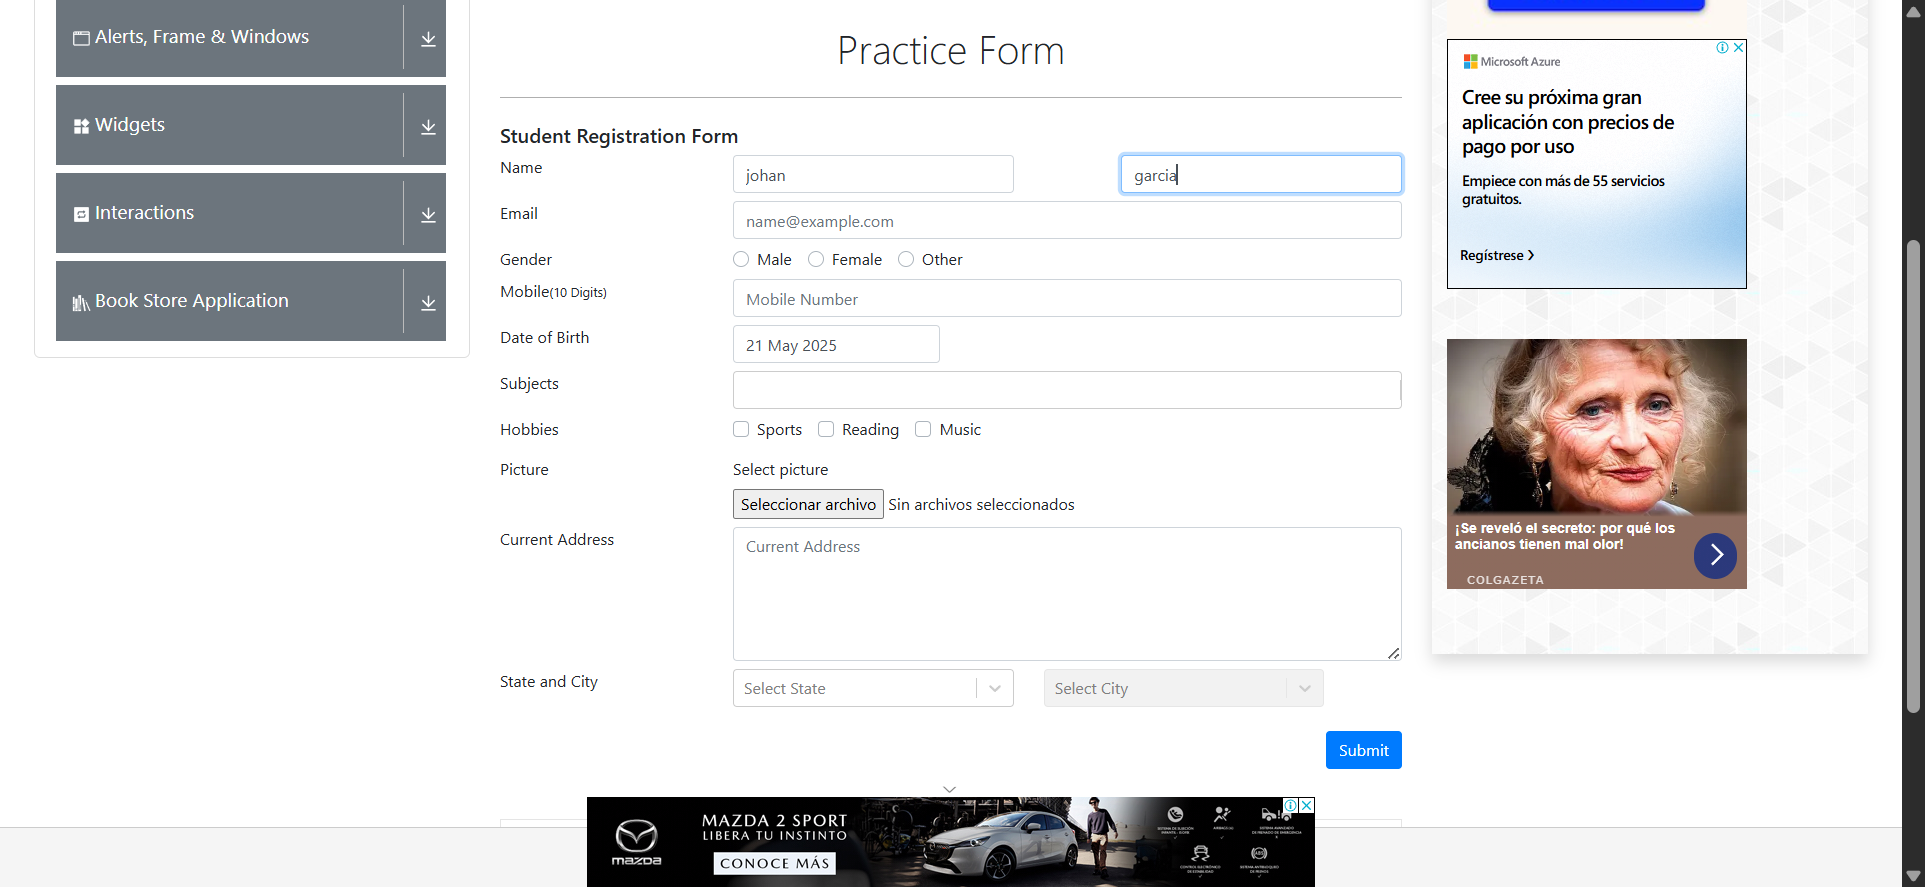 Alerts, Frame & Windows
Widgets
Interactions
Book Store Application
Practice Form
Student Registration Form
Name
johan
garcia
Email
name@example.com
Gender
Male
Female
Other
Mobile(10 Digits)
Mobile Number
Date of Birth
21 May 2025
Subjects
Hobbies
Sports
Reading
Music
Picture
Select picture
Seleccionar archivo
Sin archivos seleccionados
Current Address
Current Address
State and City
Select State
Select City
Submit
Microsoft Azure
Cree su próxima gran
aplicación con precios de
pago por uso
Empiece con más de 55 servicios
gratuitos.
Regístrese
¡Se reveló el secreto: por qué los
ancianos tienen mal olor!
COLGAZETA
mazDa
MAZDA 2 SPORT
LIBERA TU INSTINTO
CONOCE MÁS